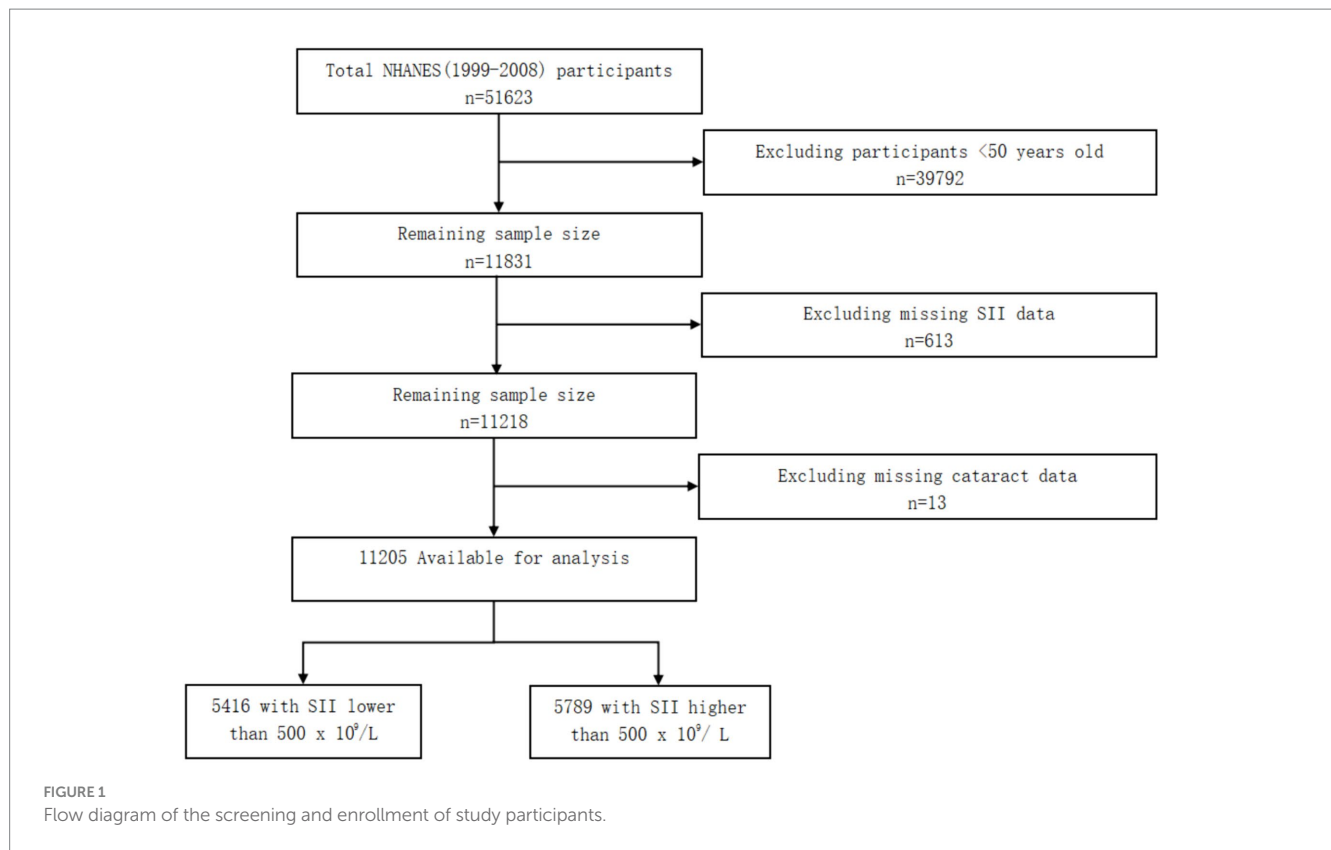 Total NHANES(1999-2008) participants
n=51623
Excluding participants <50 years old
n=39792
Remaining sample size
n=11831
Excluding missing SII data
n=613
Remaining sample size
n=11218
Excluding missing cataract data
n=13
11205 Available for analysis
5416 with SII lower
than 500 x 10⁹/L
5789 with SII higher
than 500 x 10⁹/ L
FIGURE 1
Flow diagram of the screening and enrollment of study participants.